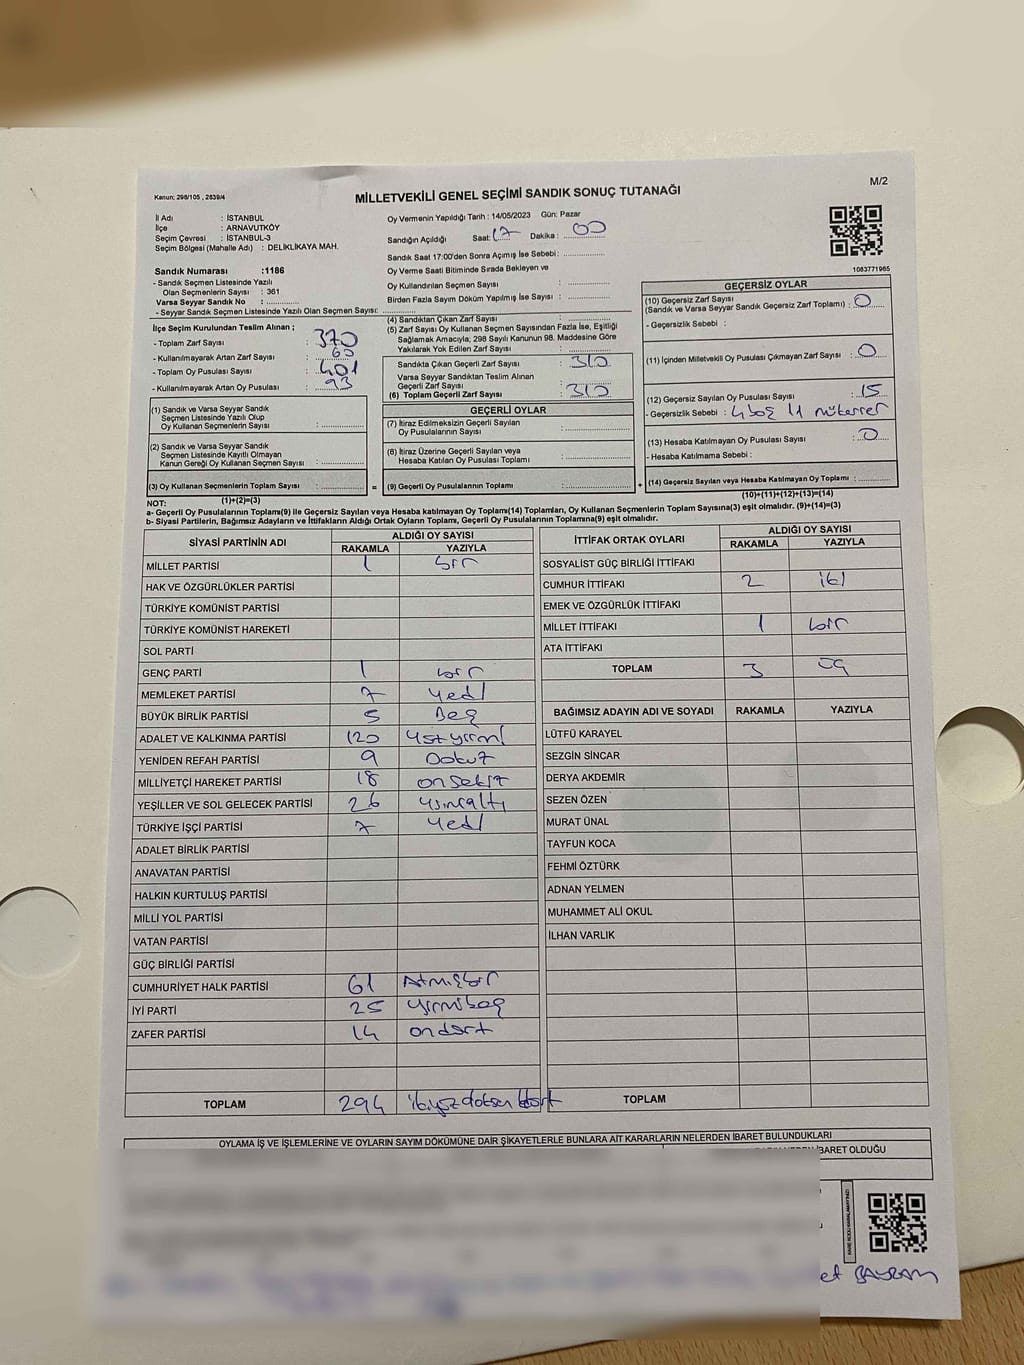 Kanun; 298/105 , 2839/4
MİLLETVEKİLİ GENEL SEÇİMİ SANDIK SONUÇ TUTANAĞI
M/2
İl Adı : İSTANBUL
İlçe : ARNAVUTKÖY
Seçim Çevresi : İSTANBUL-3
Seçim Bölgesi (Mahalle Adı) : DELİKLİKAYA MAH.
Sandık Numarası :1186
- Sandık Seçmen Listesinde Yazılı
Olan Seçmenlerin Sayısı : 361
Varsa Seyyar Sandık No :
- Seyyar Sandık Seçmen Listesinde Yazılı Olan Seçmen Sayısı:
Oy Vermenin Yapıldığı Tarih : 14/05/2023 Gün: Pazar
Sandığın Açıldığı Saat: 17 Dakika : 00
Sandık Saat 17:00'den Sonra Açımış İse Sebebi:
Oy Verme Saati Bitiminde Sırada Bekleyen ve
Oy Kullandırılan Seçmen Sayısı :
Birden Fazla Sayım Döküm Yapılmış İse Sayısı :
1083771965
İlçe Seçim Kurulundan Teslim Alınan ;
- Toplam Zarf Sayısı : 370
- Kullanılmayarak Artan Zarf Sayısı : 60
- Toplam Oy Pusulası Sayısı : 401
- Kullanılmayarak Artan Oy Pusulası : 93
(4) Sandıktan Çıkan Zarf Sayısı :
(5) Zarf Sayısı Oy Kullanan Seçmen Sayısından Fazla İse, Eşitliği
Sağlamak Amacıyla; 298 Sayılı Kanunun 98. Maddesine Göre
Yakılarak Yok Edilen Zarf Sayısı :
Sandıkta Çıkan Geçerli Zarf Sayısı : 310
Varsa Seyyar Sandıktan Teslim Alınan
Geçerli Zarf Sayısı :
(6) Toplam Geçerli Zarf Sayısı : 310
GEÇERSİZ OYLAR
(10) Geçersiz Zarf Sayısı
(Sandık ve Varsa Seyyar Sandık Geçersiz Zarf Toplamı) : 0
- Geçersizlik Sebebi :
(11) İçinden Milletvekili Oy Pusulası Çıkmayan Zarf Sayısı : 0
(12) Geçersiz Sayılan Oy Pusulası Sayısı : 15
- Geçersizlik Sebebi : 4 boş 11 mükerrer
(13) Hesaba Katılmayan Oy Pusulası Sayısı : 0
- Hesaba Katılmama Sebebi :
(14) Geçersiz Sayılan veya Hesaba Katılmayan Oy Toplamı :
(10)+(11)+(12)+(13)=(14)
(1) Sandık ve Varsa Seyyar Sandık
Seçmen Listesinde Yazılı Olup
Oy Kullanan Seçmenlerin Sayısı :
(2) Sandık ve Varsa Seyyar Sandık
Seçmen Listesinde Kayıtlı Olmayan
Kanun Gereği Oy Kullanan Seçmen Sayısı :
(3) Oy Kullanan Seçmenlerin Toplam Sayısı :
(1)+(2)=(3)
=
GEÇERLİ OYLAR
(7) İtiraz Edilmeksizin Geçerli Sayılan
Oy Pusulalarının Sayısı :
(8) İtiraz Üzerine Geçerli Sayılan veya
Hesaba Katılan Oy Pusulası Toplamı :
(9) Geçerli Oy Pusulalarının Toplamı :
+
NOT:
a- Geçerli Oy Pusulalarının Toplamı(9) ile Geçersiz Sayılan veya Hesaba katılmayan Oy Toplamı(14) Toplamları, Oy Kullanan Seçmenlerin Toplam Sayısına(3) eşit olmalıdır. (9)+(14)=(3)
b- Siyasi Partilerin, Bağımsız Adayların ve İttifakların Aldığı Ortak Oyların Toplamı, Geçerli Oy Pusulalarının Toplamına(9) eşit olmalıdır.
SİYASİ PARTİNİN ADI
ALDIĞI OY SAYISI
RAKAMLA YAZIYLA
MİLLET PARTİSİ 1 bir
HAK VE ÖZGÜRLÜKLER PARTİSİ
TÜRKİYE KOMÜNİST PARTİSİ
TÜRKİYE KOMÜNİST HAREKETİ
SOL PARTİ
GENÇ PARTİ 1 bir
MEMLEKET PARTİSİ 7 Yedi
BÜYÜK BİRLİK PARTİSİ 5 Beş
ADALET VE KALKINMA PARTİSİ 120 Yüzyirmi
YENİDEN REFAH PARTİSİ 9 Dokuz
MİLLİYETÇİ HAREKET PARTİSİ 18 onsekiz
YEŞİLLER VE SOL GELECEK PARTİSİ 26 Yirmialtı
TÜRKİYE İŞÇİ PARTİSİ 7 Yedi
ADALET BİRLİK PARTİSİ
ANAVATAN PARTİSİ
HALKIN KURTULUŞ PARTİSİ
MİLLİ YOL PARTİSİ
VATAN PARTİSİ
GÜÇ BİRLİĞİ PARTİSİ
CUMHURİYET HALK PARTİSİ 61 Atmışbir
İYİ PARTİ 25 yirmibeş
ZAFER PARTİSİ 14 ondört
TOPLAM 294
İTTİFAK ORTAK OYLARI
ALDIĞI OY SAYISI
RAKAMLA YAZIYLA
SOSYALİST GÜÇ BİRLİĞİ İTTİFAKI
CUMHUR İTTİFAKI 2 iki
EMEK VE ÖZGÜRLÜK İTTİFAKI
MİLLET İTTİFAKI 1 bir
ATA İTTİFAKI
TOPLAM 3 üç
BAĞIMSIZ ADAYIN ADI VE SOYADI RAKAMLA YAZIYLA
LÜTFÜ KARAYEL
SEZGİN SİNCAR
DERYA AKDEMİR
SEZEN ÖZEN
MURAT ÜNAL
TAYFUN KOCA
FEHMİ ÖZTÜRK
ADNAN YELMEN
MUHAMMET ALİ OKUL
İLHAN VARLIK
TOPLAM
OYLAMA İŞ VE İŞLEMLERİNE VE OYLARIN SAYIM DÖKÜMÜNE DAİR ŞİKAYETLERLE BUNLARA AİT KARARLARIN NELERDEN İBARET BULUNDUKLARI
İBARET OLDUĞU
KARE KODU KARALAMAYINIZ!
et BAYRAM